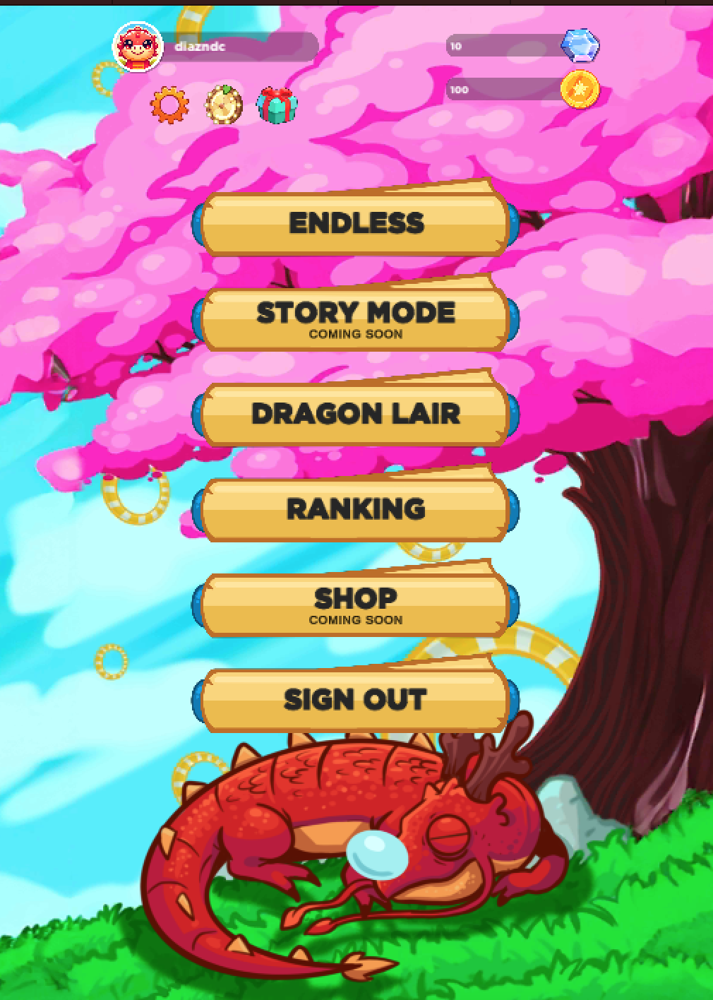 diazndc
10
100
ENDLESS
STORY MODE
COMING SOON
DRAGON LAIR
RANKING
SHOP
COMING SOON
SIGN OUT